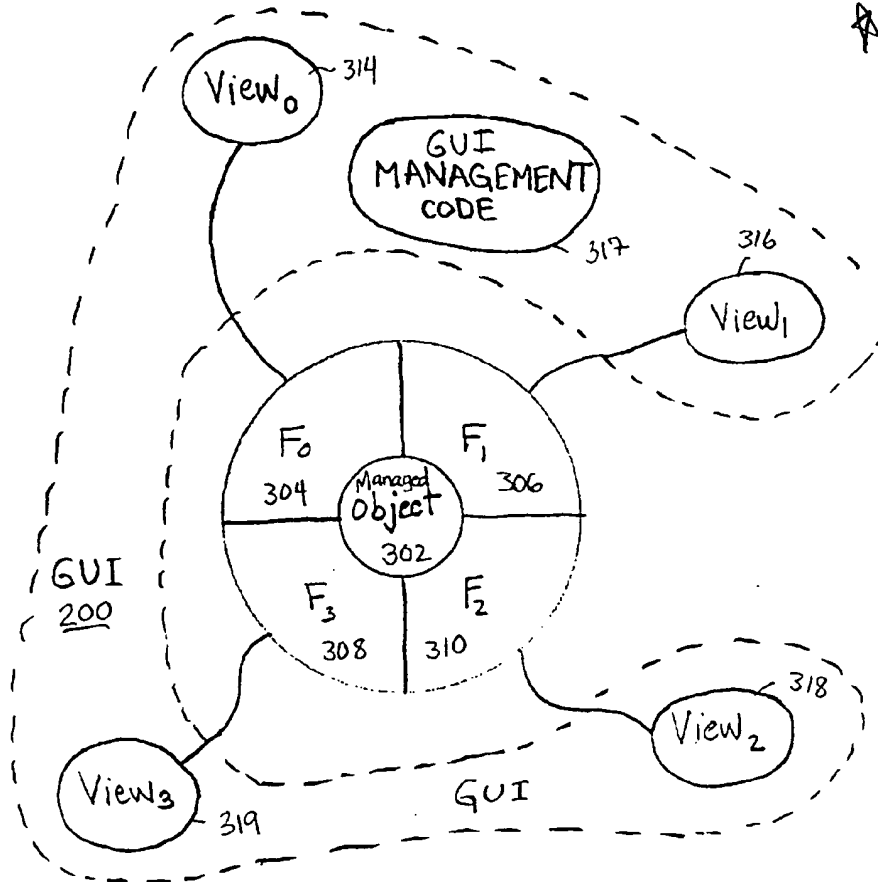 View₀
314
GUI
MANAGEMENT
CODE
317
316
View₁
F₀
304
F₁
306
Managed
Object
302
GUI
200
F₃
308
F₂
310
318
View₂
View₃
319
GUI